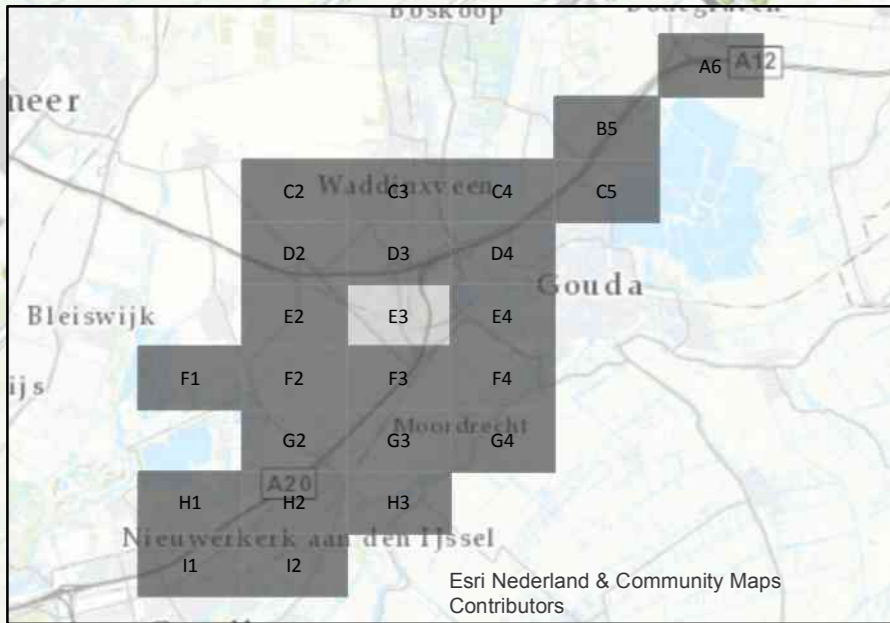 Boskoop
A6 A12
meer
B5
C2 Waddinxveen C3 C4 C5
D2 D3 D4
Gouda
Bleiswijk E2 E3 E4
F1 F2 F3 F4
ijs
Moordrecht
G2 G3 G4
A20
H1 H2 H3
Nieuwerkerk aan den IJssel
I1 I2
Esri Nederland & Community Maps
Contributors